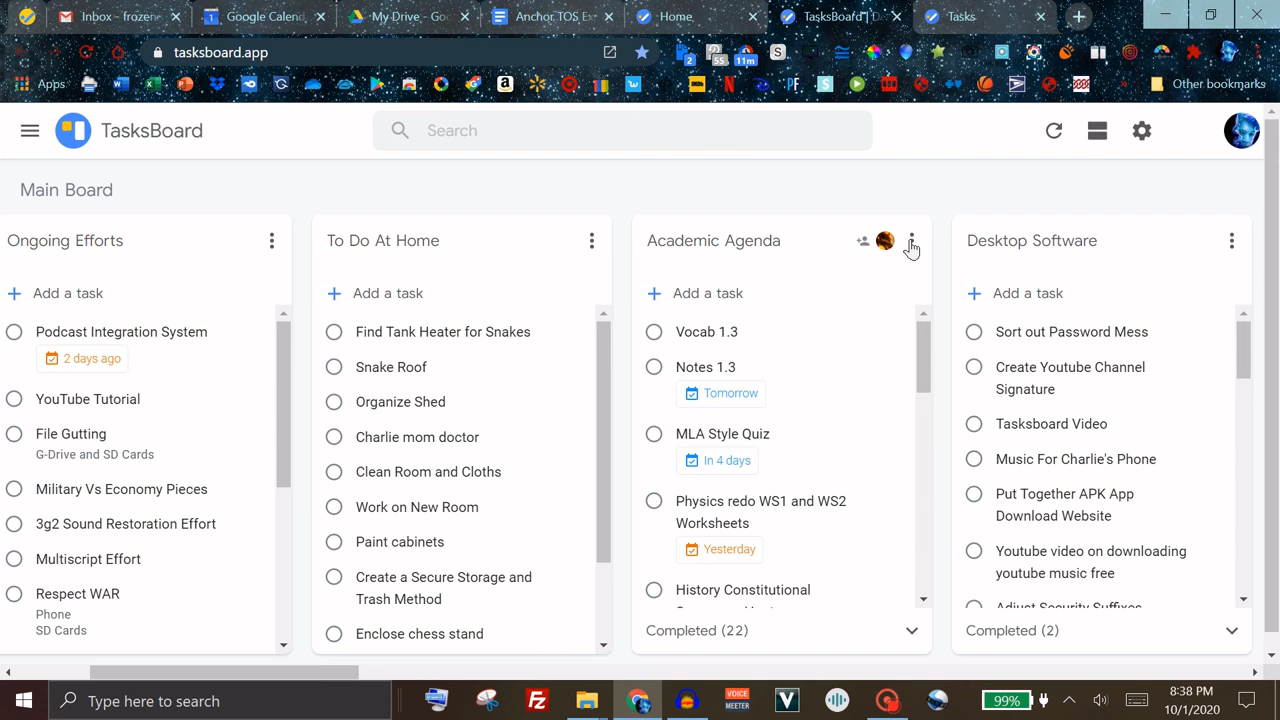 Inbox - frozen
Google Calend
My Drive - Goo
Anchor TOS Ex
Home
TasksBoard | D
Tasks
tasksboard.app
2
55
11m
S
Apps
Other bookmarks
TasksBoard
Search
Main Board
Ongoing Efforts
Add a task
Podcast Integration System
2 days ago
YouTube Tutorial
File Gutting
G-Drive and SD Cards
Military Vs Economy Pieces
3g2 Sound Restoration Effort
Multiscript Effort
Respect WAR
Phone
SD Cards
To Do At Home
Add a task
Find Tank Heater for Snakes
Snake Roof
Organize Shed
Charlie mom doctor
Clean Room and Cloths
Work on New Room
Paint cabinets
Create a Secure Storage and
Trash Method
Enclose chess stand
Academic Agenda
Add a task
Vocab 1.3
Notes 1.3
Tomorrow
MLA Style Quiz
In 4 days
Physics redo WS1 and WS2
Worksheets
Yesterday
History Constitutional
Completed (22)
Desktop Software
Add a task
Sort out Password Mess
Create Youtube Channel
Signature
Tasksboard Video
Music For Charlie's Phone
Put Together APK App
Download Website
Youtube video on downloading
youtube music free
Adjust Security Suffixes
Completed (2)
Type here to search
VOICE
MEETER
99%
8:38 PM
10/1/2020